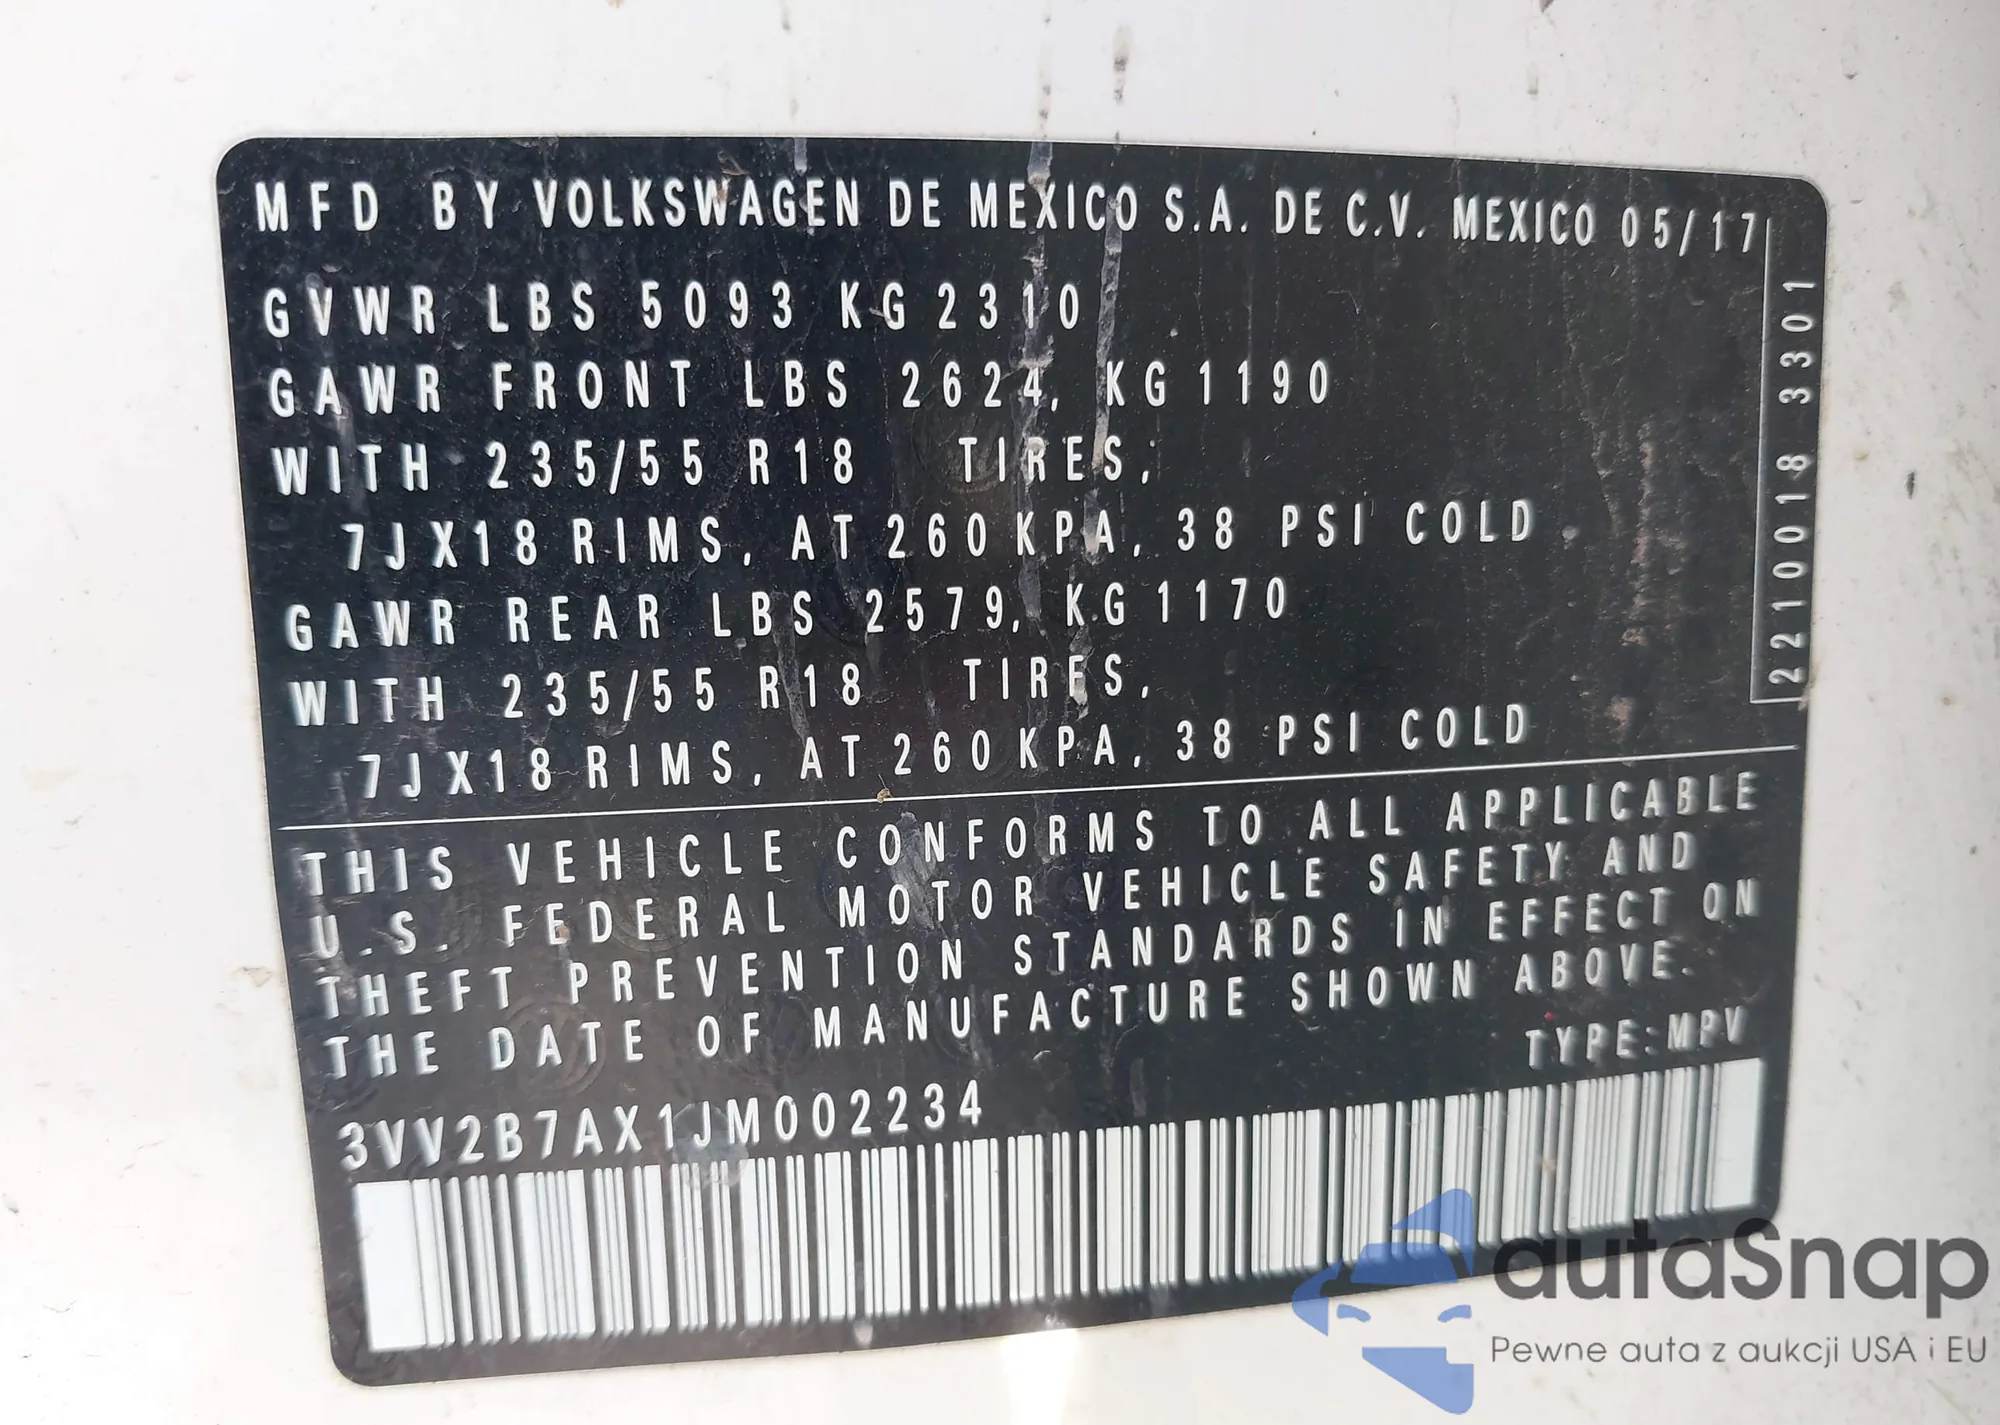 MFD BY VOLKSWAGEN DE MEXICO S.A. DE C.V. MEXICO 05/17
GVWR LBS 5093 KG 2310
GAWR FRONT LBS 2624, KG 1190
WITH 235/55 R18 TIRES,
7JX18 RIMS, AT 260 KPA, 38 PSI COLD
GAWR REAR LBS 2579, KG 1170
WITH 235/55 R18 TIRES,
7JX18 RIMS, AT 260 KPA, 38 PSI COLD
2210018 3301
THIS VEHICLE CONFORMS TO ALL APPLICABLE
U.S. FEDERAL MOTOR VEHICLE SAFETY AND
THEFT PREVENTION STANDARDS IN EFFECT ON
THE DATE OF MANUFACTURE SHOWN ABOVE.
TYPE: MPV
3VV2B7AX1JM002234
autaSnap
Pewne auta z aukcji USA i EU